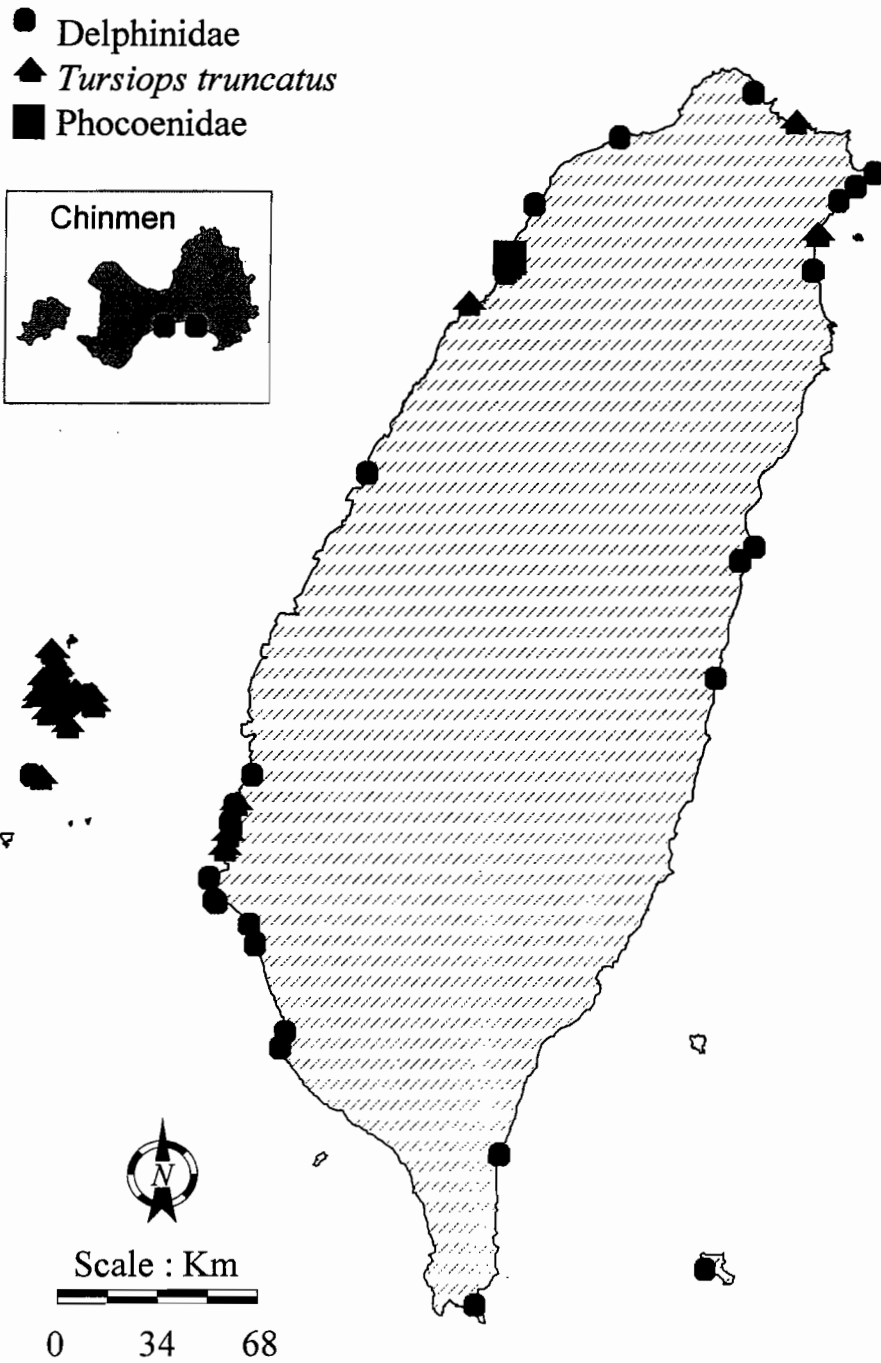 Delphinidae
Tursiops truncatus
Phocoenidae
Chinmen
N
Scale : Km
0 34 68